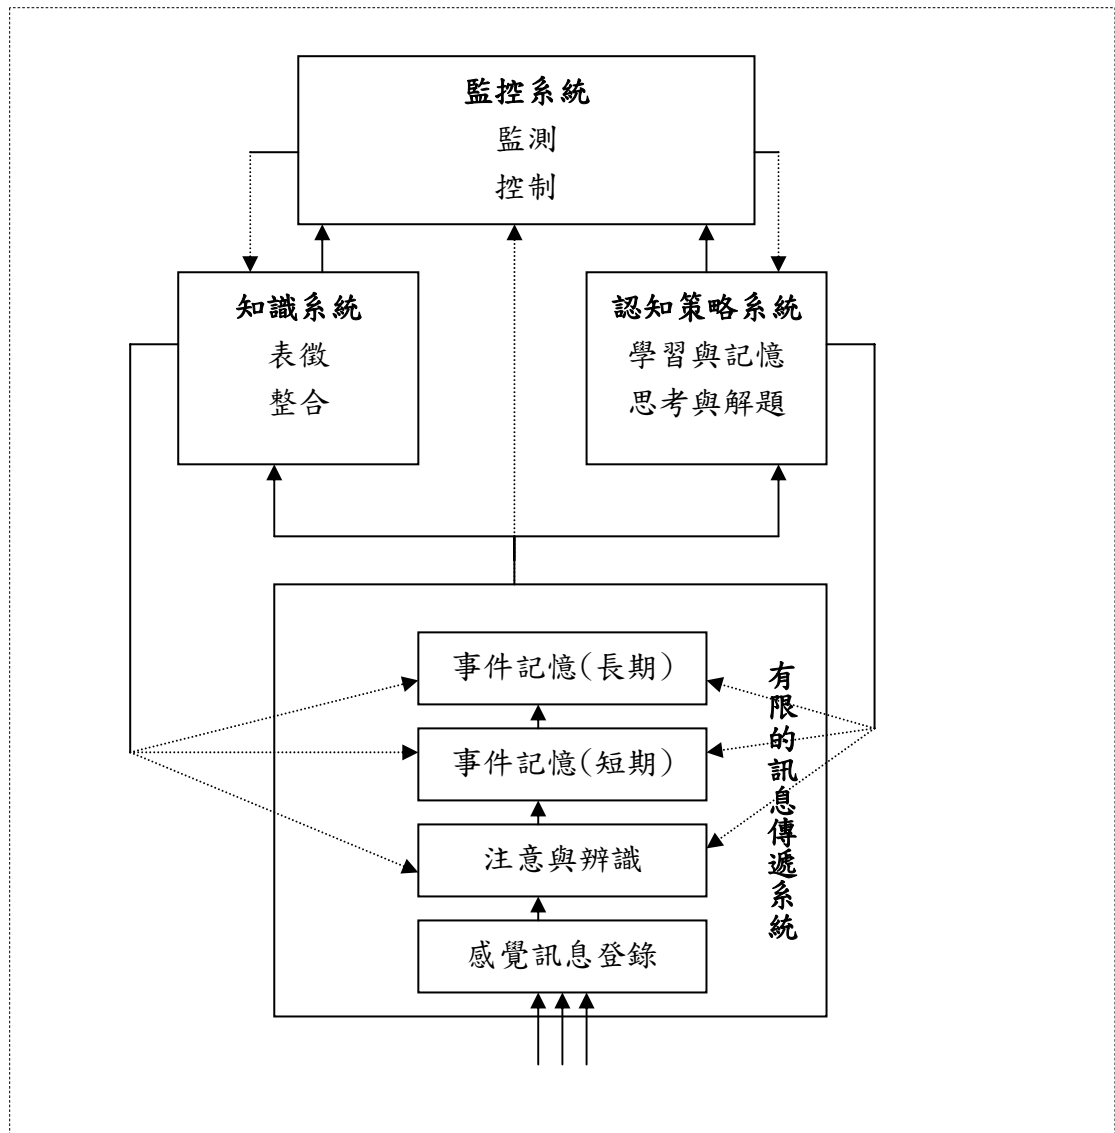 監控系統
監測
控制
知識系統
表徵
整合
認知策略系統
學習與記憶
思考與解題
事件記憶(長期)
事件記憶(短期)
注意與辨識
感覺訊息登錄
有限的訊息傳遞系統